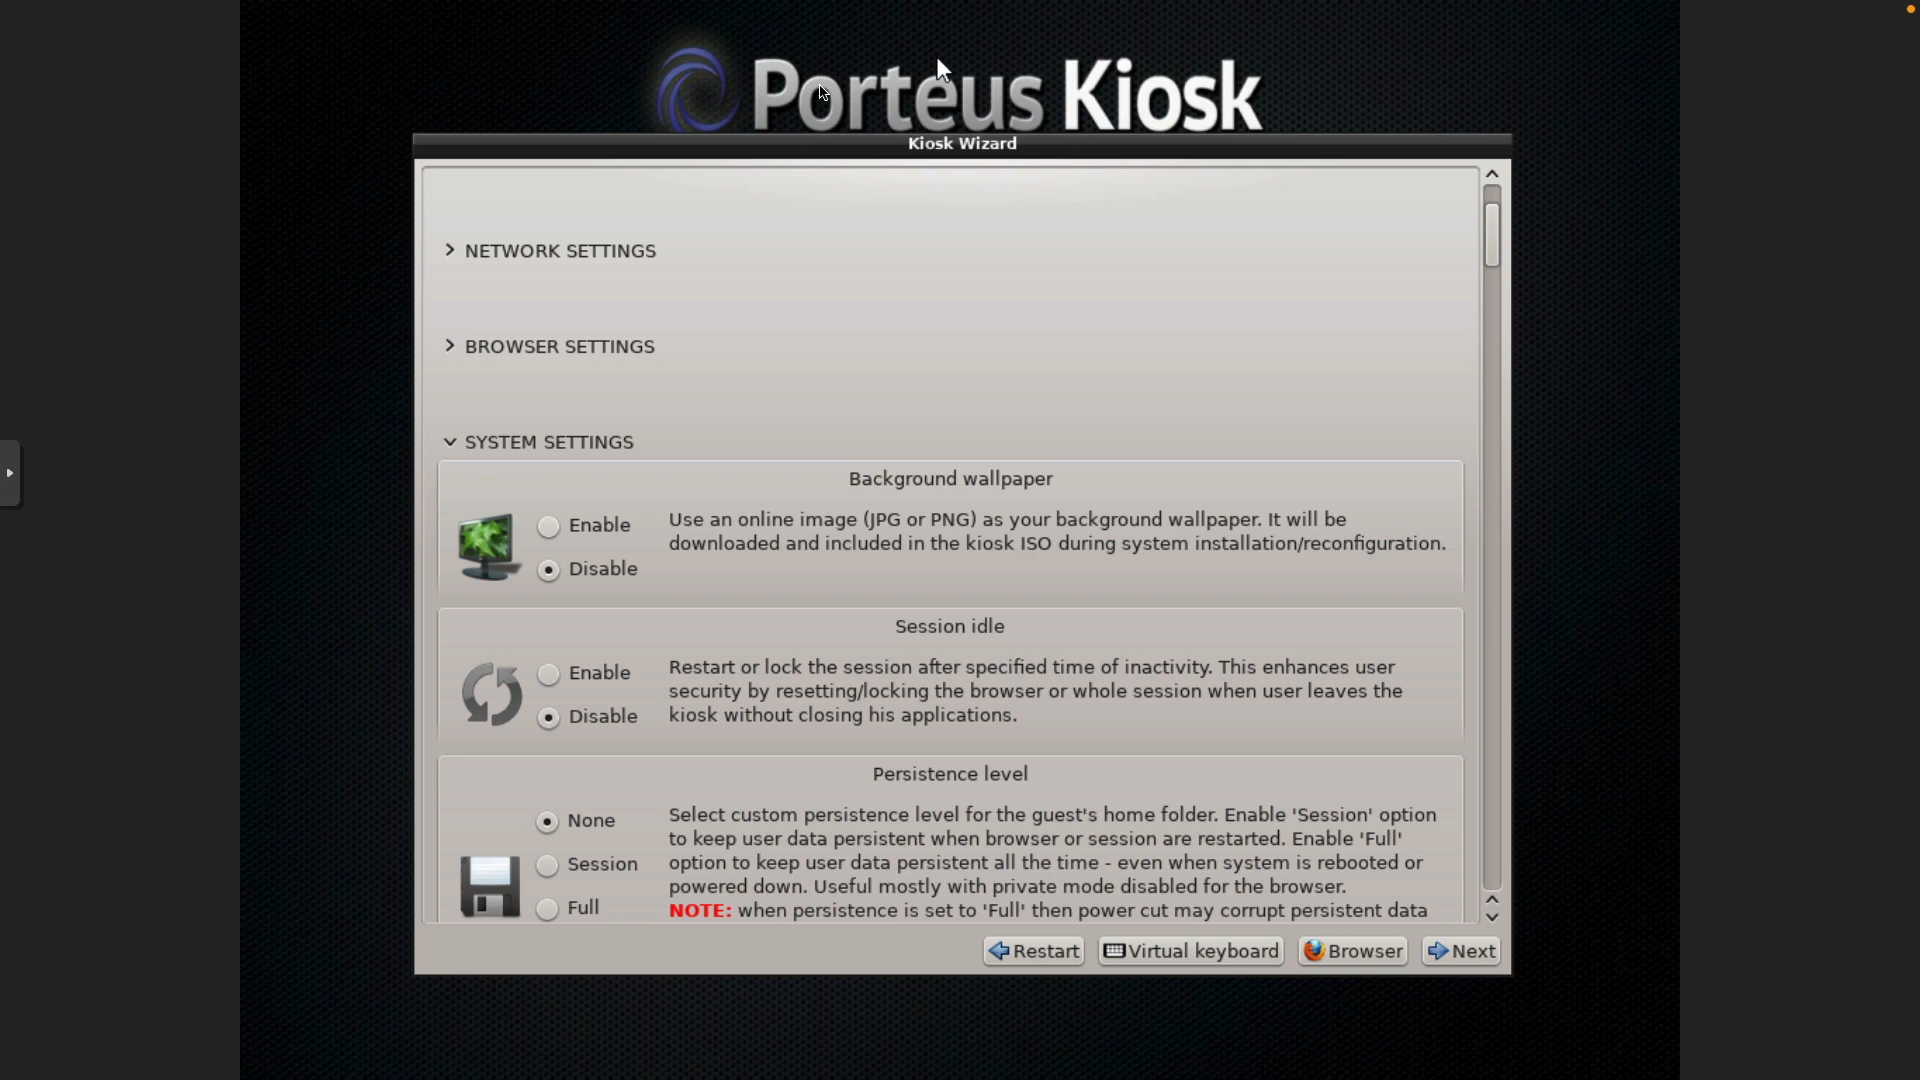 Porteus Kiosk
Kiosk Wizard
NETWORK SETTINGS
BROWSER SETTINGS
SYSTEM SETTINGS
Background wallpaper
Enable
Disable
Use an online image (JPG or PNG) as your background wallpaper. It will be
downloaded and included in the kiosk ISO during system installation/reconfiguration.
Session idle
Enable
Disable
Restart or lock the session after specified time of inactivity. This enhances user
security by resetting/locking the browser or whole session when user leaves the
kiosk without closing his applications.
Persistence level
None
Session
Full
Select custom persistence level for the guest's home folder. Enable 'Session' option
to keep user data persistent when browser or session are restarted. Enable 'Full'
option to keep user data persistent all the time - even when system is rebooted or
powered down. Useful mostly with private mode disabled for the browser.
NOTE: when persistence is set to 'Full' then power cut may corrupt persistent data
Restart
Virtual keyboard
Browser
Next